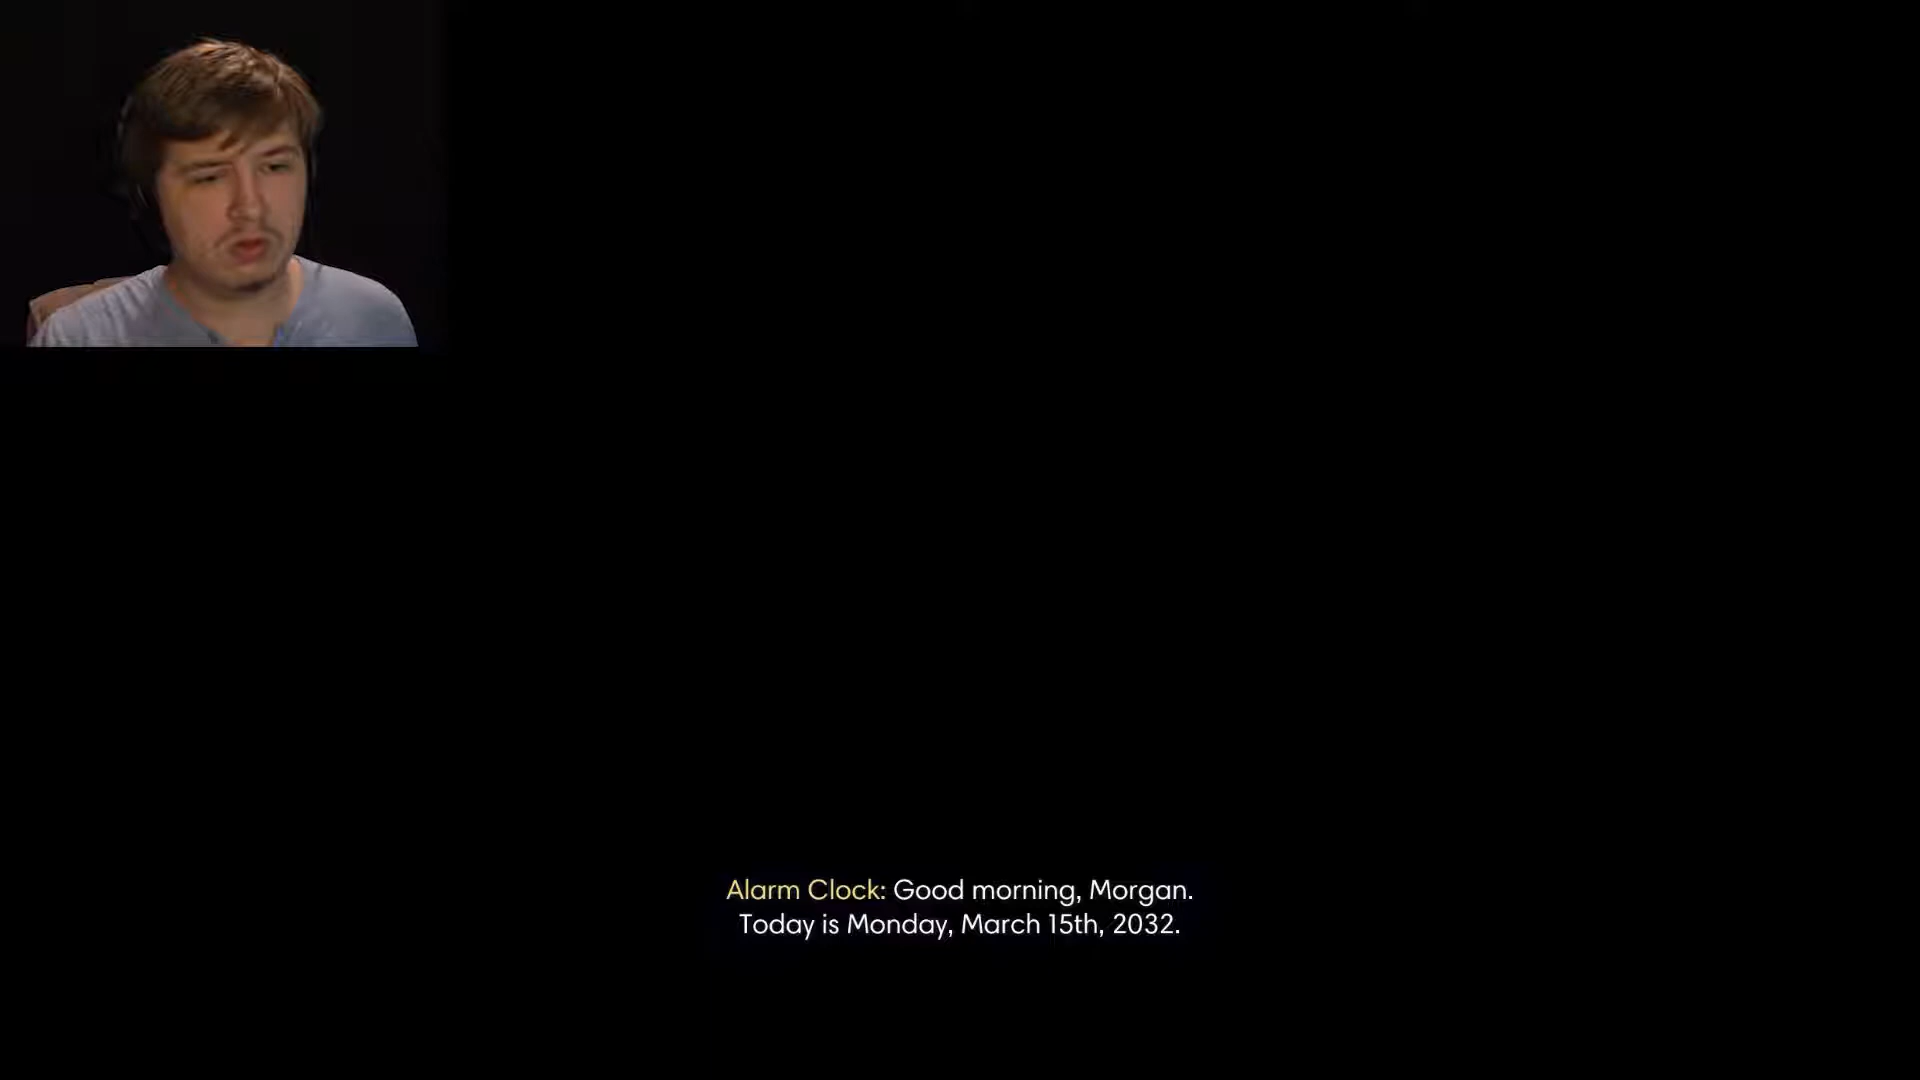 Alarm Clock: Good morning, Morgan.
Today is Monday, March 15th, 2032.